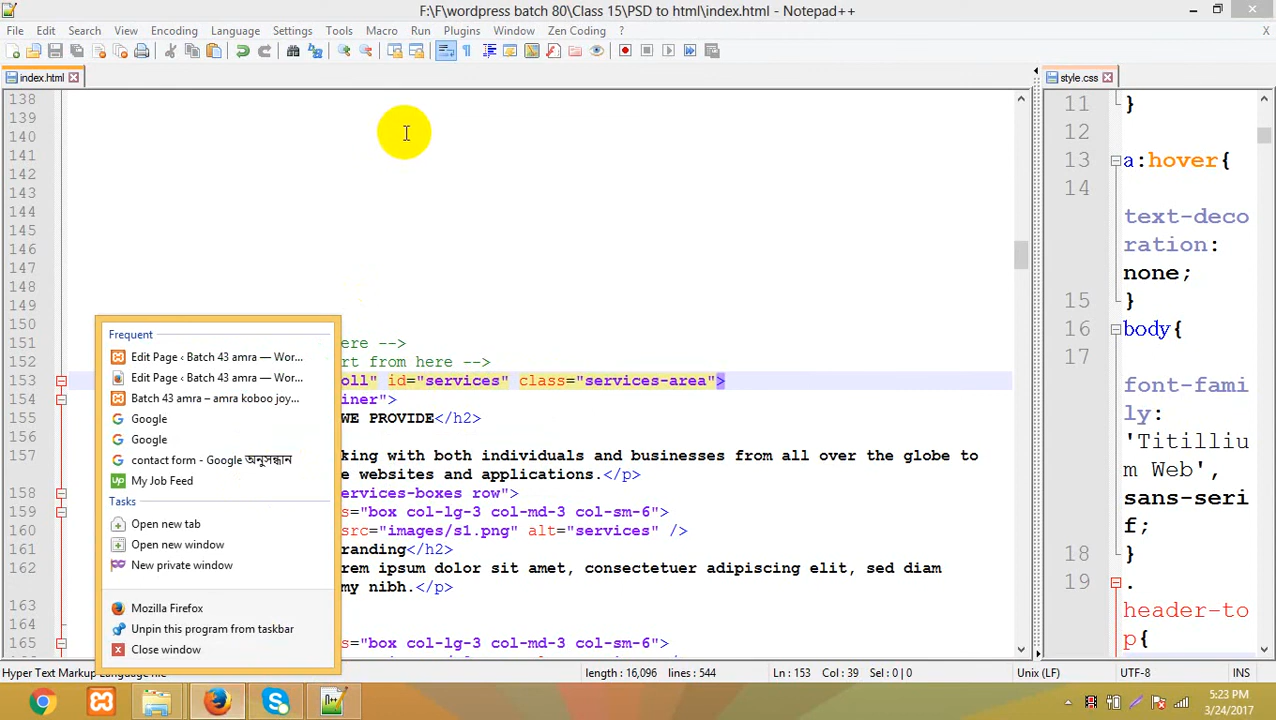 F:\F\wordpress batch 80\Class 15\PSD to html\index.html - Notepad++
File Edit Search View Encoding Language Settings Tools Macro Run Plugins Window Zen Coding ? X
index.html
style.css
138
139
140
141
142
143
144
145
146
147
148
149
150
151 ere -->
152 rt from here -->
153 oll" id="services" class="services-area">
154 iner">
155 WE PROVIDE</h2>
156
157 king with both individuals and businesses from all over the globe to
e websites and applications.</p>
158 ervices-boxes row">
159 s="box col-lg-3 col-md-3 col-sm-6">
160 src="images/s1.png" alt="services" />
161 randing</h2>
162 rem ipsum dolor sit amet, consectetuer adipiscing elit, sed diam
my nibh.</p>
163
164
165 s="box col-lg-3 col-md-3 col-sm-6">
11 }
12
13 a:hover{
14
text-deco
ration:
none;
15 }
16 body{
17
font-fami
ly:
'Titilliu
m Web',
sans-seri
f;
18 }
19 .
header-to
p{
Frequent
Edit Page ‹ Batch 43 amra — Wor...
Edit Page ‹ Batch 43 amra — Wor...
Batch 43 amra – amra koboo joy...
Google
Google
contact form - Google অনুসন্ধান
My Job Feed
Tasks
Open new tab
Open new window
New private window
Mozilla Firefox
Unpin this program from taskbar
Close window
Hyper Text Markup Language file length : 16,096 lines : 544 Ln : 153 Col : 39 Sel : 0 | 0 Unix (LF) UTF-8 INS
5:23 PM
3/24/2017